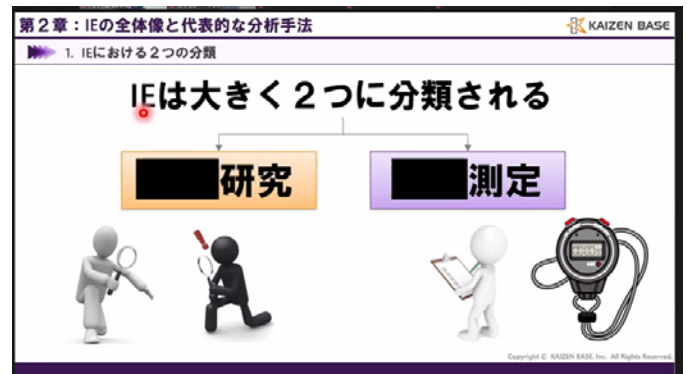 第２章：IEの全体像と代表的な分析手法
KAIZEN BASE
1. IEにおける２つの分類
IEは大きく２つに分類される
研究
測定
Copyright © KAIZEN BASE, Inc. All Rights Reserved.